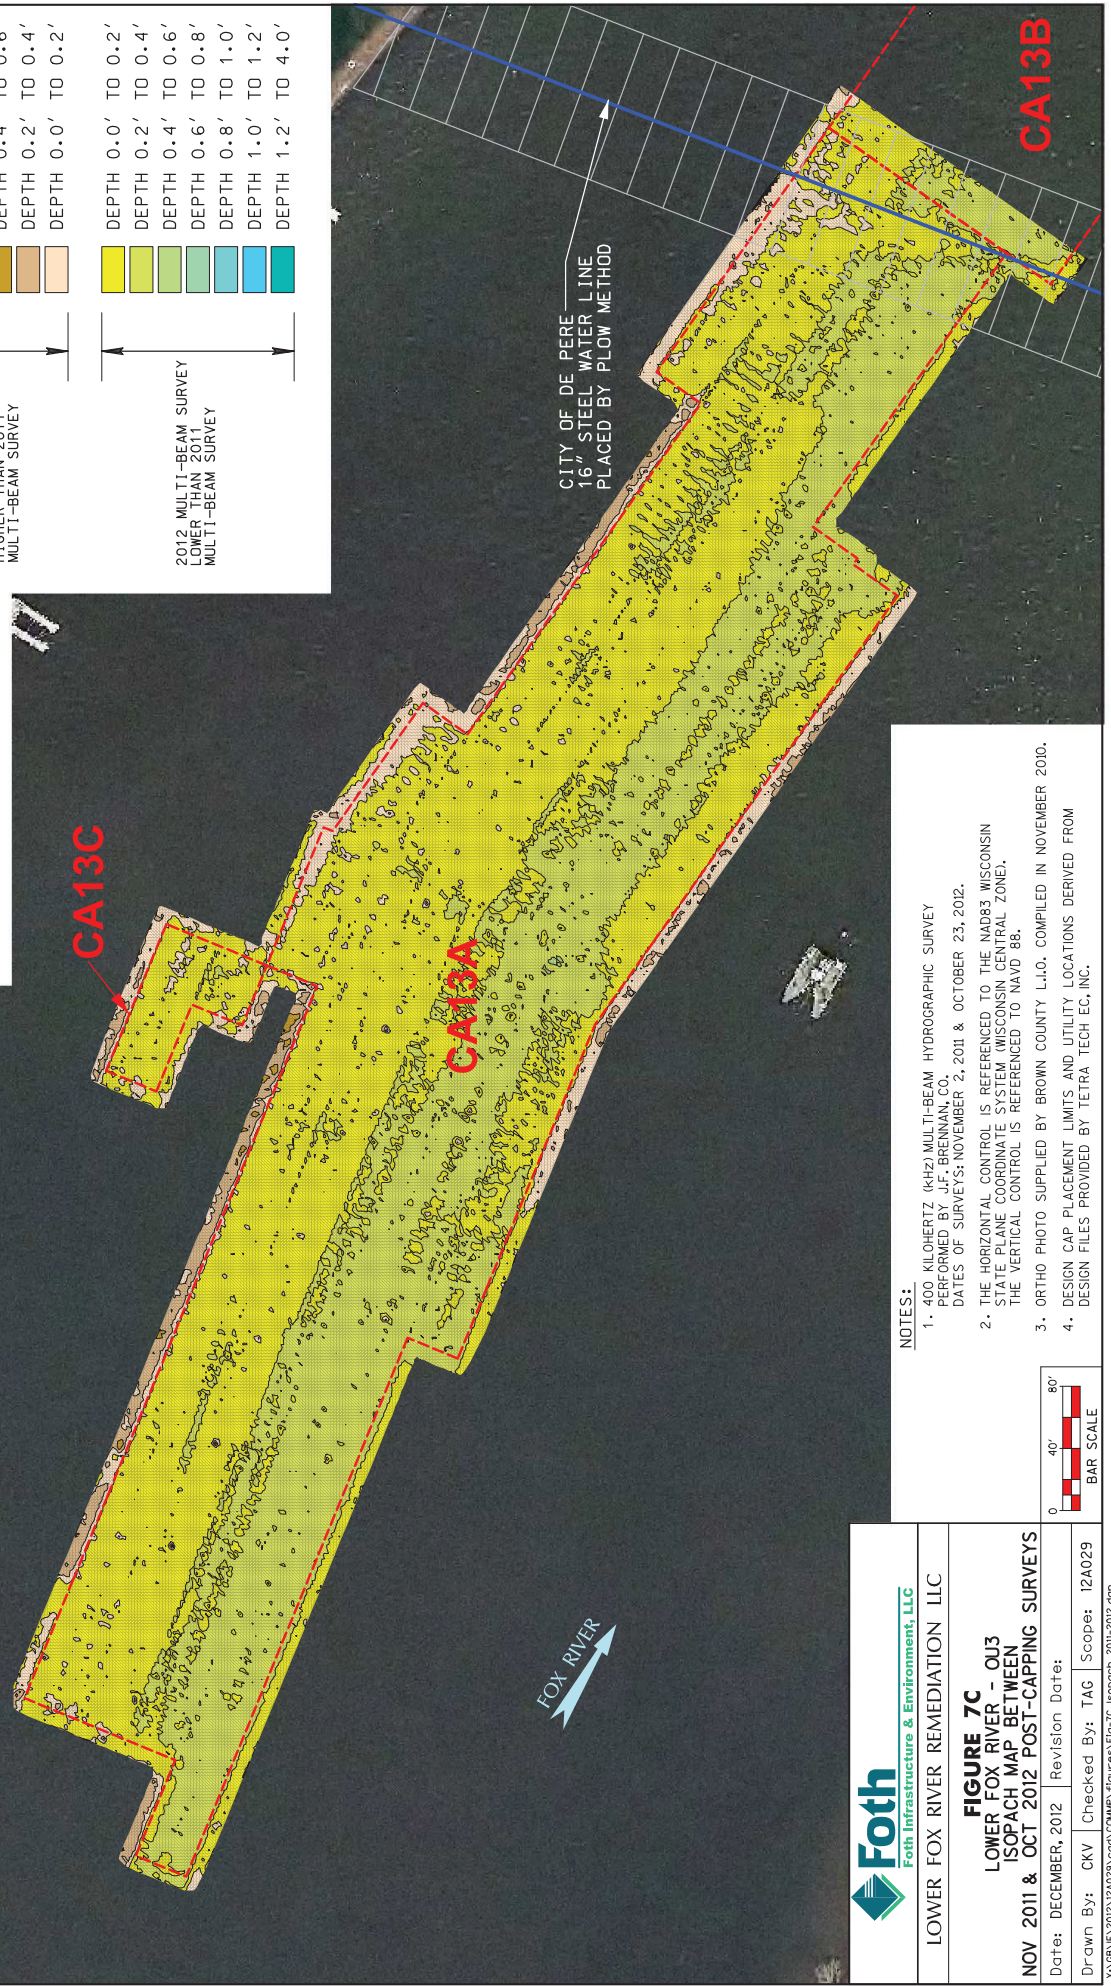 DEPTH 0.2' TO 0.4'
DEPTH 0.0' TO 0.2'
MULTI-BEAM SURVEY
DEPTH 0.0' TO 0.2'
DEPTH 0.2' TO 0.4'
DEPTH 0.4' TO 0.6'
DEPTH 0.6' TO 0.8'
DEPTH 0.8' TO 1.0'
DEPTH 1.0' TO 1.2'
DEPTH 1.2' TO 4.0'
2012 MULTI-BEAM SURVEY
LOWER THAN 2011
MULTI-BEAM SURVEY
CA13C
CA13A
CA13B
CITY OF DE PERE
16" STEEL WATER LINE
PLACED BY PLOW METHOD
FOX RIVER
NOTES:
1. 400 KILOHERTZ (kHz) MULTI-BEAM HYDROGRAPHIC SURVEY
PERFORMED BY J.F. BRENNAN, CO.
DATES OF SURVEYS: NOVEMBER 2, 2011 & OCTOBER 23, 2012.
2. THE HORIZONTAL CONTROL IS REFERENCED TO THE NAD83 WISCONSIN
STATE PLANE COORDINATE SYSTEM (WISCONSIN CENTRAL ZONE).
THE VERTICAL CONTROL IS REFERENCED TO NAVD 88.
3. ORTHO PHOTO SUPPLIED BY BROWN COUNTY L.I.O. COMPILED IN NOVEMBER 2010.
4. DESIGN CAP PLACEMENT LIMITS AND UTILITY LOCATIONS DERIVED FROM
DESIGN FILES PROVIDED BY TETRA TECH EC, INC.
0 40' 80'
BAR SCALE
Foth
Foth Infrastructure & Environment, LLC
LOWER FOX RIVER REMEDIATION LLC
FIGURE 7C
LOWER FOX RIVER - OU3
ISOPACH MAP BETWEEN
NOV 2011 & OCT 2012 POST-CAPPING SURVEYS
Date: DECEMBER, 2012 Revision Date:
Drawn By: CKV Checked By: TAG Scope: 12A029